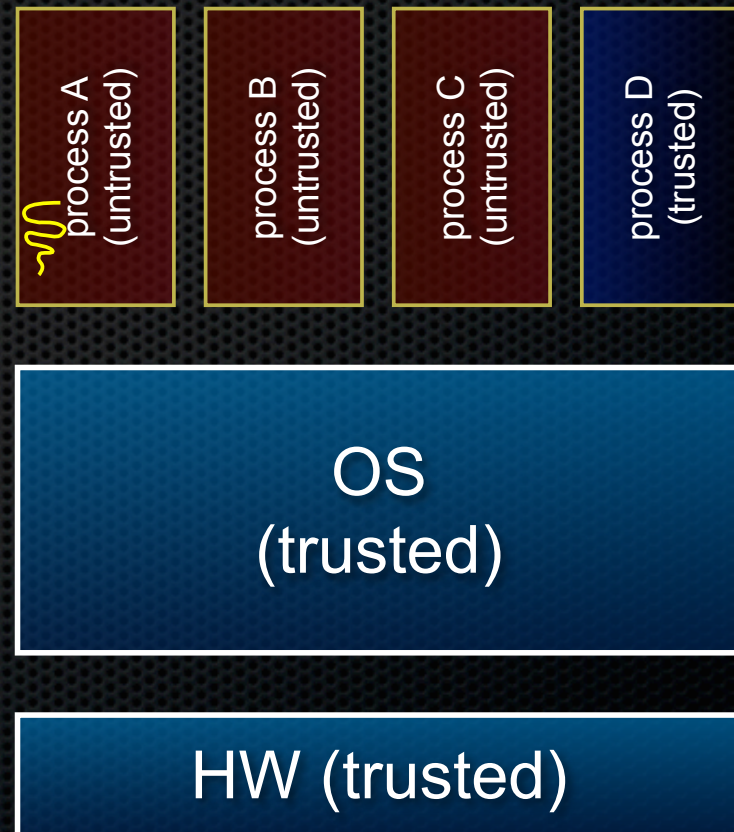 process A
(untrusted)
process B
(untrusted)
process C
(untrusted)
process D
(trusted)
OS
(trusted)
HW (trusted)